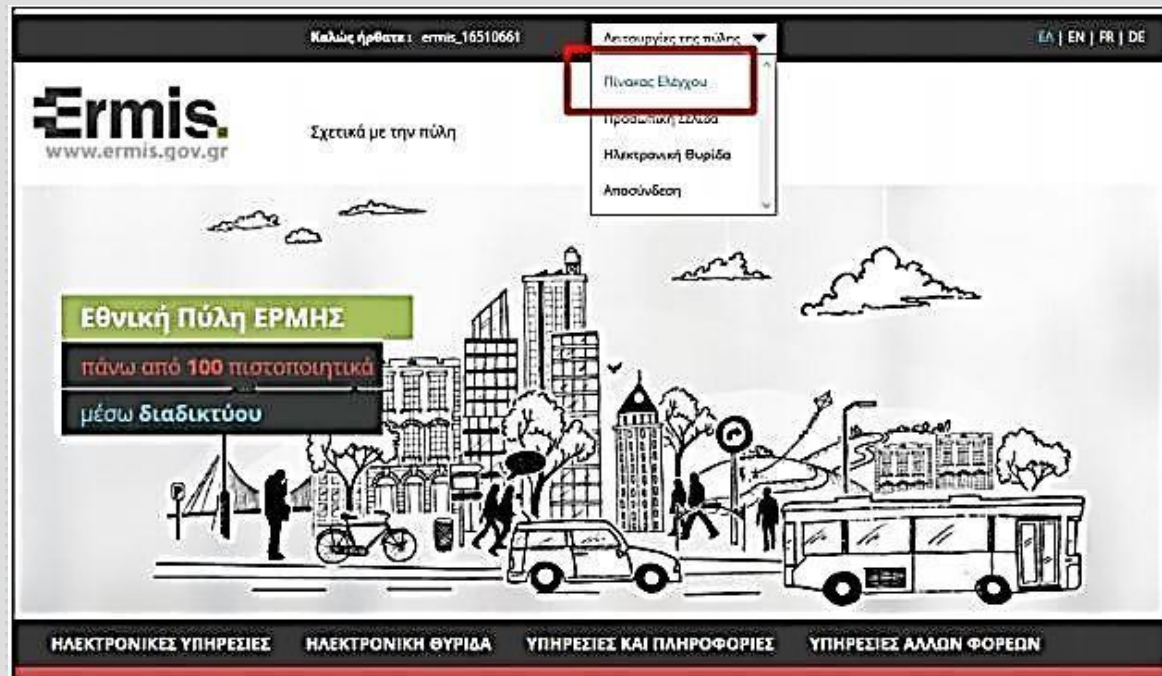 Καλώς ήρθατε : ermis_16510661
Λειτουργίες της πύλης
ΕΛ | EN | FR | DE
Πίνακας Ελέγχου
Προσωπική Σελίδα
Ηλεκτρονική Θυρίδα
Αποσύνδεση
Ermis.
www.ermis.gov.gr
Σχετικά με την πύλη
Εθνική Πύλη ΕΡΜΗΣ
πάνω από 100 πιστοποιητικά
μέσω διαδικτύου
P
ΗΛΕΚΤΡΟΝΙΚΕΣ ΥΠΗΡΕΣΙΕΣ
ΗΛΕΚΤΡΟΝΙΚΗ ΘΥΡΙΔΑ
ΥΠΗΡΕΣΙΕΣ ΚΑΙ ΠΛΗΡΟΦΟΡΙΕΣ
ΥΠΗΡΕΣΙΕΣ ΑΛΛΩΝ ΦΟΡΕΩΝ